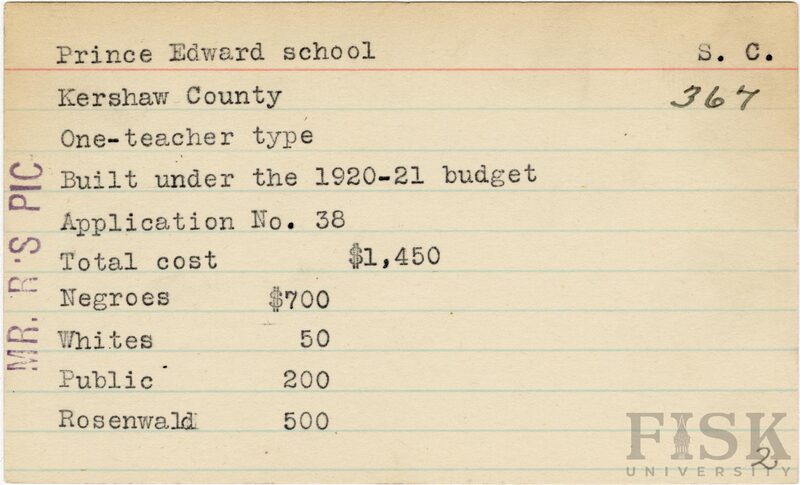 Prince Edward school S. C.
Kershaw County 367
One-teacher type
Built under the 1920-21 budget
Application No. 38
Total cost $1,450
Negroes $700
Whites 50
Public 200
Rosenwald 500
MR. R'S PIC
FISK
UNIVERSITY
2